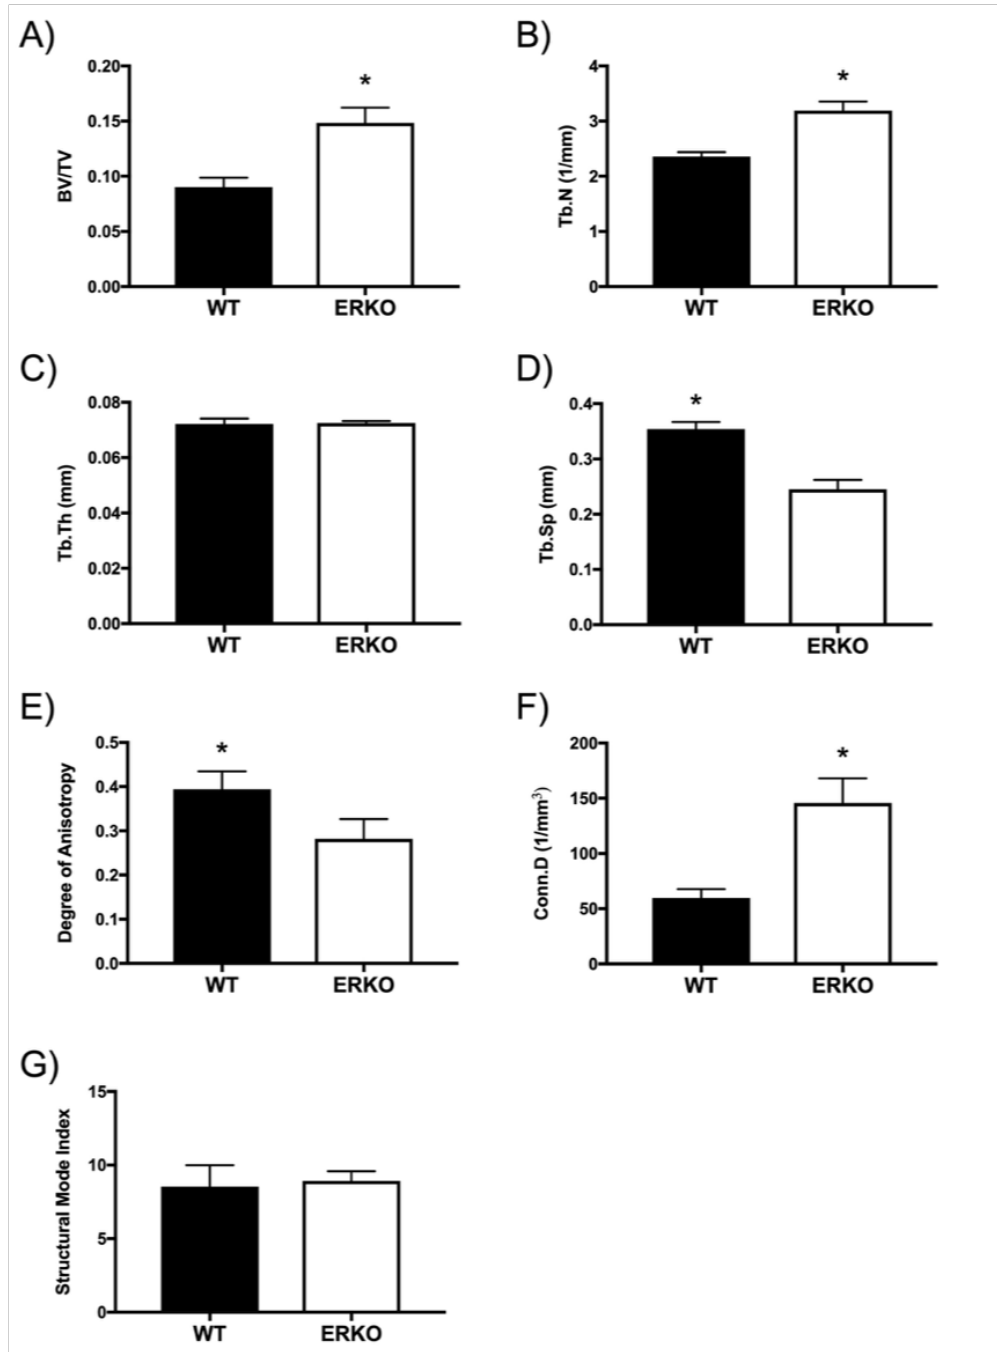 A)
BV/TV
0.20
*
0.15
0.10
0.05
0.00
WT ERKO
B)
Tb.N (1/mm)
4
*
3
2
1
0
WT ERKO
C)
Tb.Th (mm)
0.08
0.06
0.04
0.02
0.00
WT ERKO
D)
Tb.Sp (mm)
0.4
*
0.3
0.2
0.1
0.0
WT ERKO
E)
Degree of Anisotropy
0.5
*
0.4
0.3
0.2
0.1
0.0
WT ERKO
F)
Conn.D (1/mm³)
200
*
150
100
50
0
WT ERKO
G)
Structural Mode Index
15
10
5
0
WT ERKO